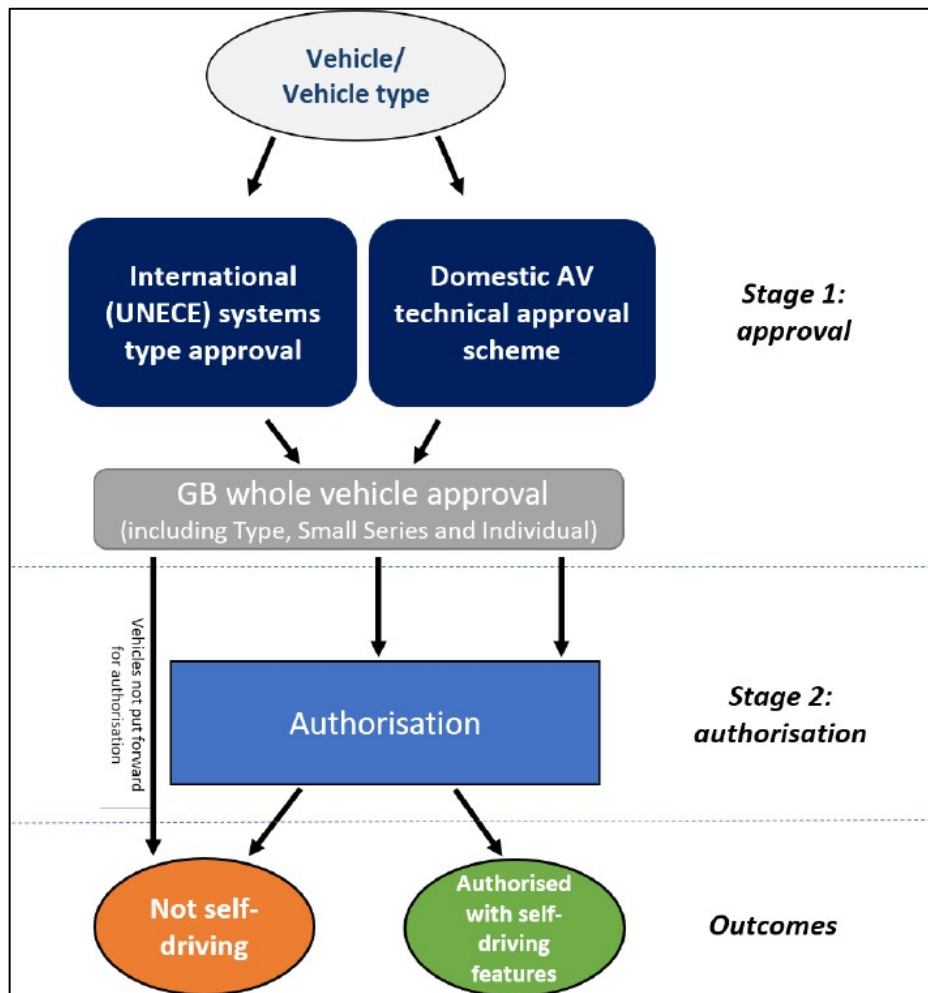 Vehicle/
Vehicle type
International
(UNECE) systems
type approval
Domestic AV
technical approval
scheme
Stage 1:
approval
GB whole vehicle approval
(including Type, Small Series and Individual)
Vehicles not put forward
for authorisation
Authorisation
Stage 2:
authorisation
Not self-
driving
Authorised
with self-
driving
features
Outcomes